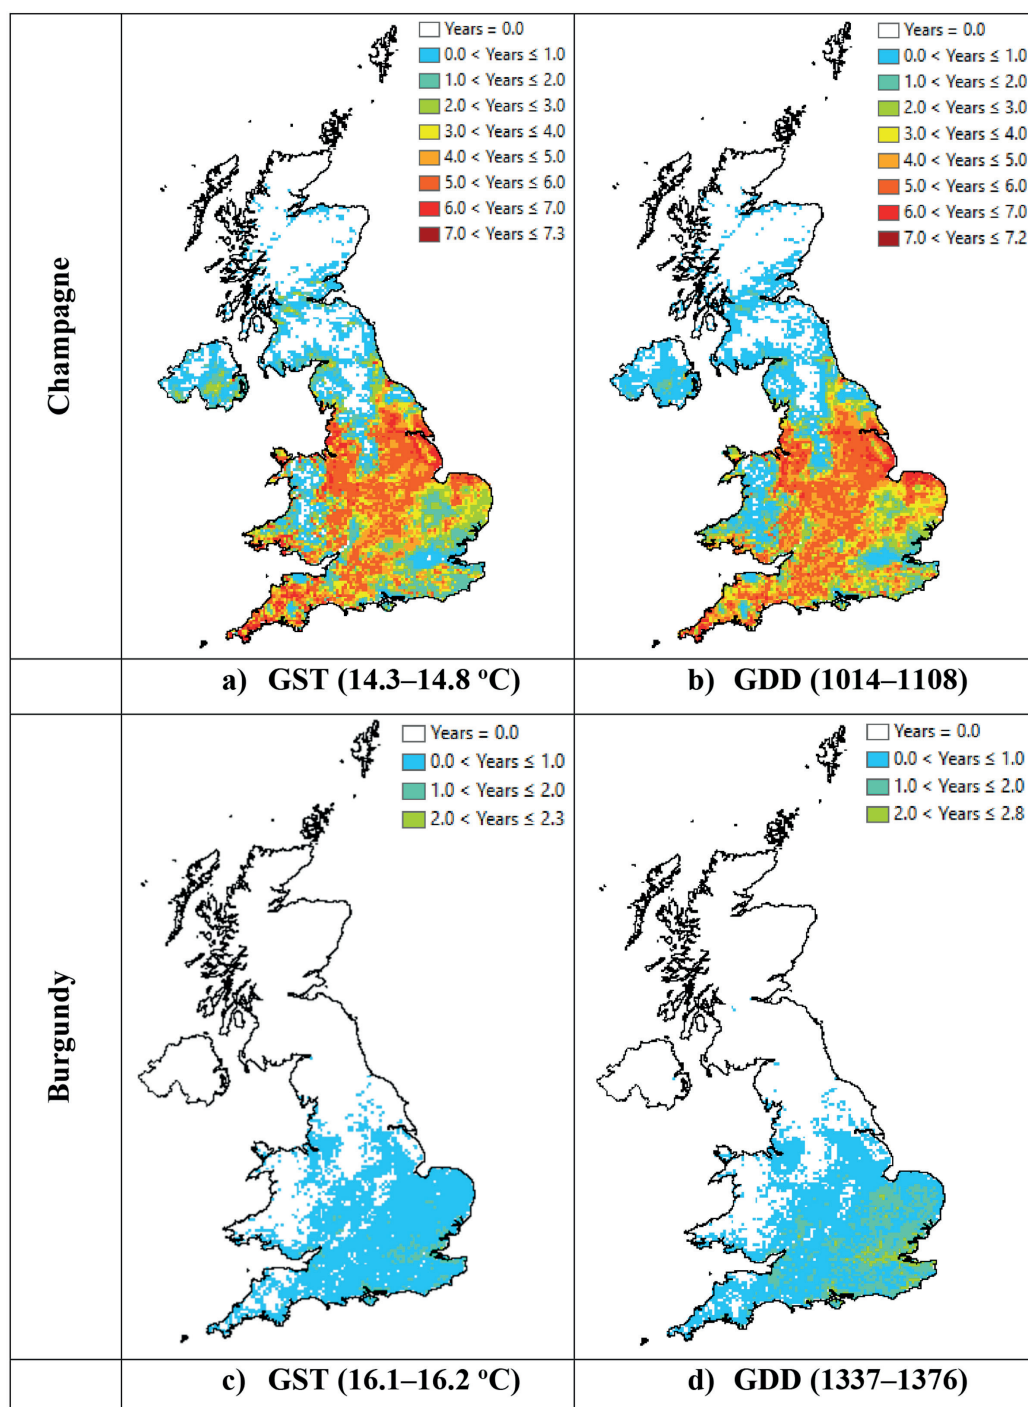 Champagne
Years = 0.0
0.0 < Years ≤ 1.0
1.0 < Years ≤ 2.0
2.0 < Years ≤ 3.0
3.0 < Years ≤ 4.0
4.0 < Years ≤ 5.0
5.0 < Years ≤ 6.0
6.0 < Years ≤ 7.0
7.0 < Years ≤ 7.3
Years = 0.0
0.0 < Years ≤ 1.0
1.0 < Years ≤ 2.0
2.0 < Years ≤ 3.0
3.0 < Years ≤ 4.0
4.0 < Years ≤ 5.0
5.0 < Years ≤ 6.0
6.0 < Years ≤ 7.0
7.0 < Years ≤ 7.2
a) GST (14.3–14.8 °C)
b) GDD (1014–1108)
Burgundy
Years = 0.0
0.0 < Years ≤ 1.0
1.0 < Years ≤ 2.0
2.0 < Years ≤ 2.3
Years = 0.0
0.0 < Years ≤ 1.0
1.0 < Years ≤ 2.0
2.0 < Years ≤ 2.8
c) GST (16.1–16.2 °C)
d) GDD (1337–1376)